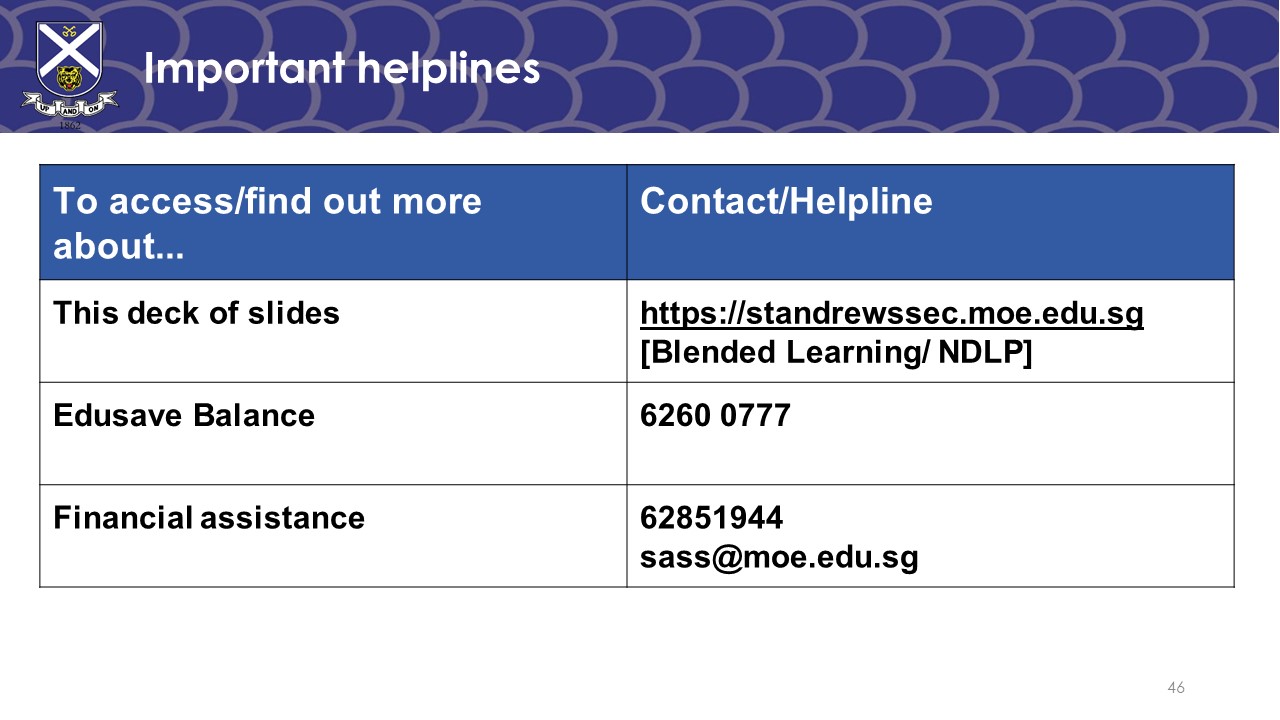 Important helplines
UP AND ON
1862
To access/find out more
about...
Contact/Helpline
This deck of slides
https://standrewssec.moe.edu.sg
[Blended Learning/ NDLP]
Edusave Balance
6260 0777
Financial assistance
62851944
sass@moe.edu.sg
46